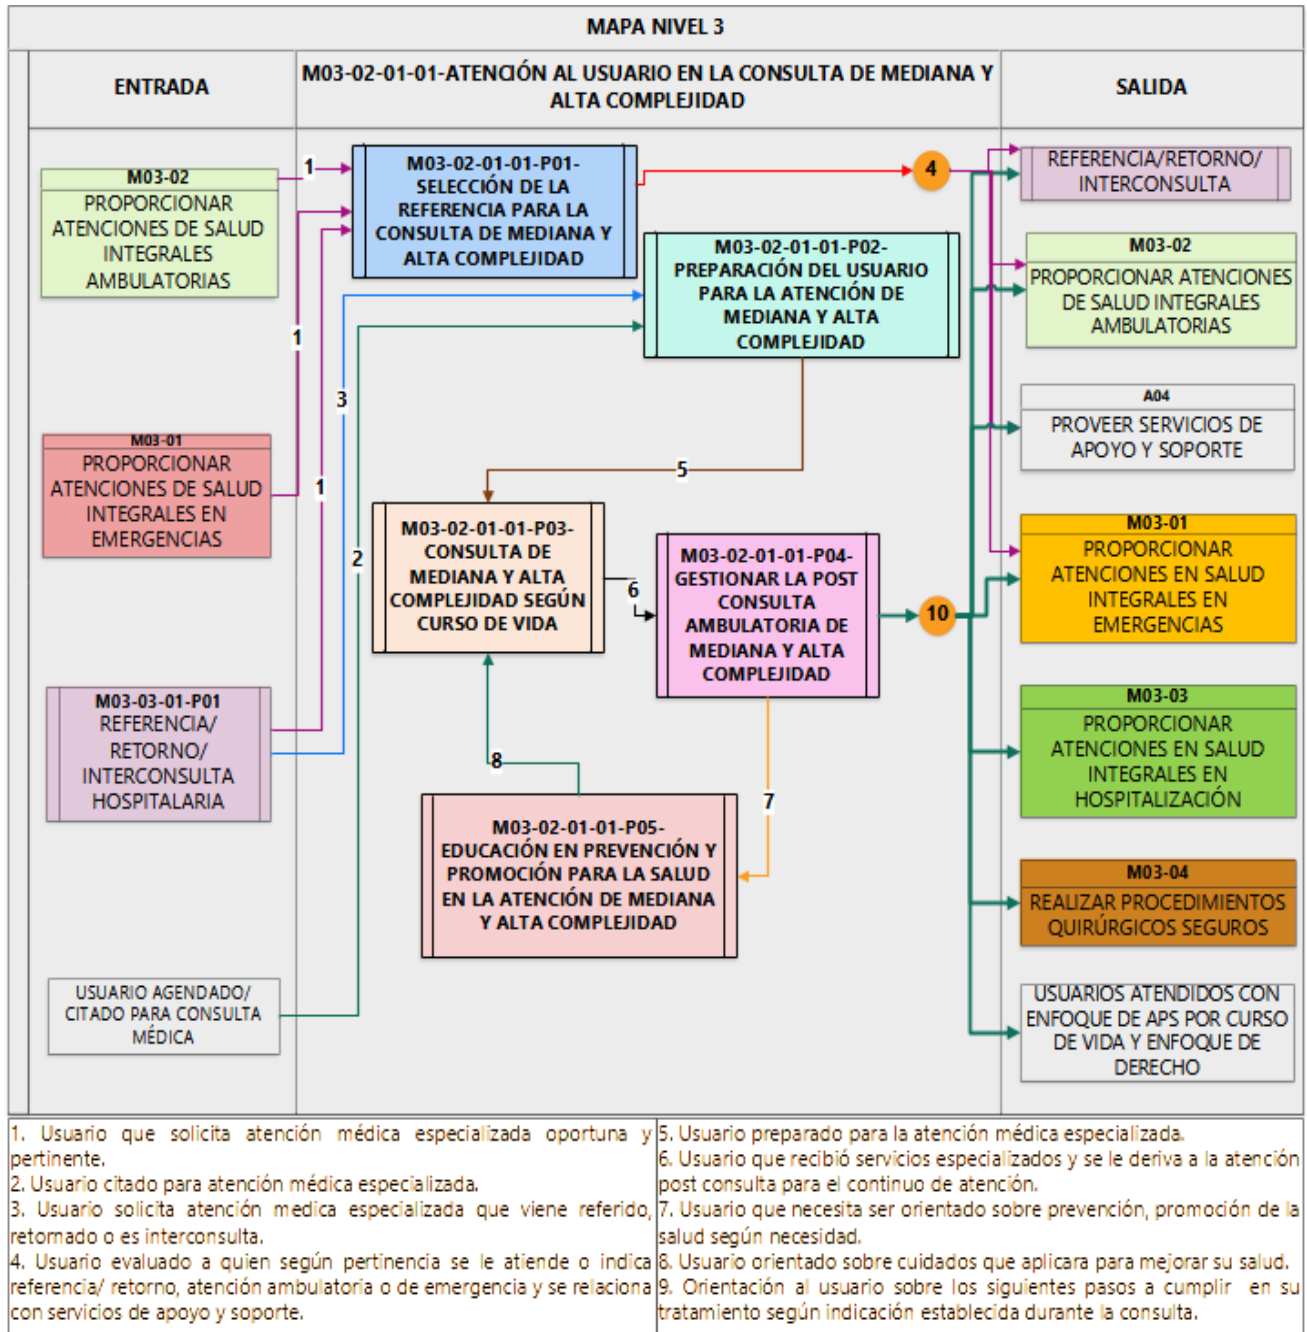 MAPA NIVEL 3
ENTRADA
M03-02-01-01-ATENCIÓN AL USUARIO EN LA CONSULTA DE MEDIANA Y
ALTA COMPLEJIDAD
SALIDA
M03-02
PROPORCIONAR
ATENCIONES DE SALUD
INTEGRALES
AMBULATORIAS
M03-01
PROPORCIONAR
ATENCIONES DE SALUD
INTEGRALES EN
EMERGENCIAS
M03-03-01-P01
REFERENCIA/
RETORNO/
INTERCONSULTA
HOSPITALARIA
USUARIO AGENDADO/
CITADO PARA CONSULTA
MÉDICA
1
1
1
3
2
M03-02-01-01-P01-
SELECCIÓN DE LA
REFERENCIA PARA LA
CONSULTA DE MEDIANA Y
ALTA COMPLEJIDAD
4
M03-02-01-01-P02-
PREPARACIÓN DEL USUARIO
PARA LA ATENCIÓN DE
MEDIANA Y ALTA
COMPLEJIDAD
5
M03-02-01-01-P03-
CONSULTA DE
MEDIANA Y ALTA
COMPLEJIDAD SEGÚN
CURSO DE VIDA
6
M03-02-01-01-P04-
GESTIONAR LA POST
CONSULTA
AMBULATORIA DE
MEDIANA Y ALTA
COMPLEJIDAD
10
8
7
M03-02-01-01-P05-
EDUCACIÓN EN PREVENCIÓN Y
PROMOCIÓN PARA LA SALUD
EN LA ATENCIÓN DE MEDIANA
Y ALTA COMPLEJIDAD
REFERENCIA/RETORNO/
INTERCONSULTA
M03-02
PROPORCIONAR ATENCIONES
DE SALUD INTEGRALES
AMBULATORIAS
A04
PROVEER SERVICIOS DE
APOYO Y SOPORTE
M03-01
PROPORCIONAR
ATENCIONES EN SALUD
INTEGRALES EN
EMERGENCIAS
M03-03
PROPORCIONAR
ATENCIONES EN SALUD
INTEGRALES EN
HOSPITALIZACIÓN
M03-04
REALIZAR PROCEDIMIENTOS
QUIRÚRGICOS SEGUROS
USUARIOS ATENDIDOS CON
ENFOQUE DE APS POR CURSO
DE VIDA Y ENFOQUE DE
DERECHO
1. Usuario que solicita atención médica especializada oportuna y
pertinente.
2. Usuario citado para atención médica especializada.
3. Usuario solicita atención medica especializada que viene referido,
retornado o es interconsulta.
4. Usuario evaluado a quien según pertinencia se le atiende o indica
referencia/ retorno, atención ambulatoria o de emergencia y se relaciona
con servicios de apoyo y soporte.
5. Usuario preparado para la atención médica especializada.
6. Usuario que recibió servicios especializados y se le deriva a la atención
post consulta para el continuo de atención.
7. Usuario que necesita ser orientado sobre prevención, promoción de la
salud según necesidad.
8. Usuario orientado sobre cuidados que aplicara para mejorar su salud.
9. Orientación al usuario sobre los siguientes pasos a cumplir en su
tratamiento según indicación establecida durante la consulta.